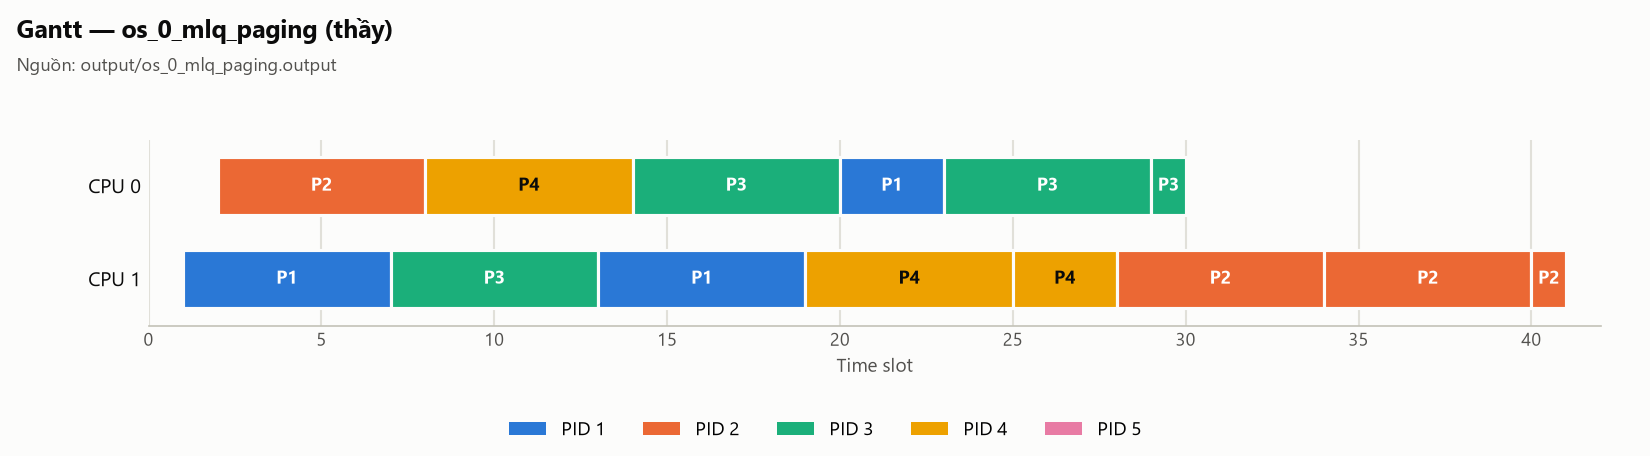 Gantt — os_0_mlq_paging (thầy)
Nguồn: output/os_0_mlq_paging.output
CPU 0 P2 P4 P3 P1 P3 P3
CPU 1 P1 P3 P1 P4 P4 P2 P2 P2
0 5 10 15 20 25 30 35 40
Time slot
PID 1 PID 2 PID 3 PID 4 PID 5